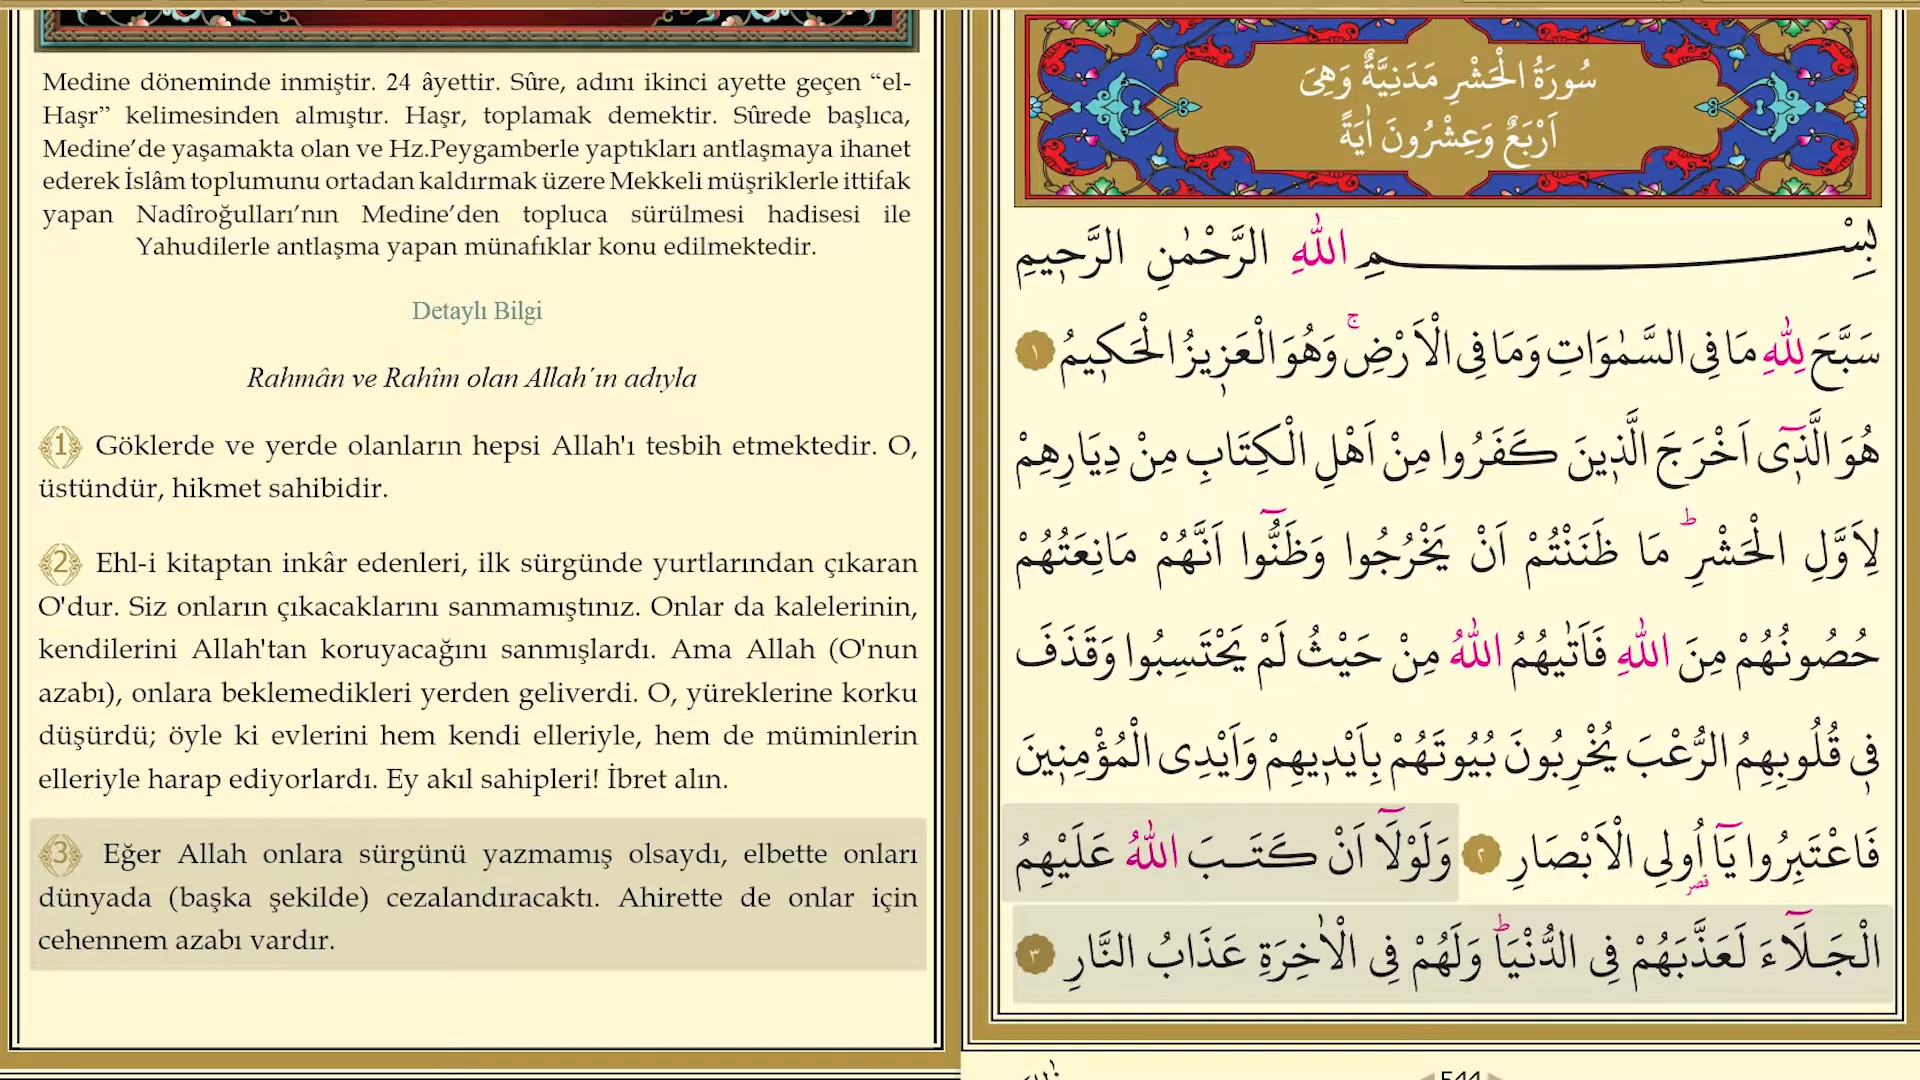 Medine döneminde inmiştir. 24 âyettir. Sûre, adını ikinci ayette geçen “el-
Haşr” kelimesinden almıştır. Haşr, toplamak demektir. Sûrede başlıca,
Medine’de yaşamakta olan ve Hz.Peygamberle yaptıkları antlaşmaya ihanet
ederek İslâm toplumunu ortadan kaldırmak üzere Mekkeli müşriklerle ittifak
yapan Nadîroğulları’nın Medine’den topluca sürülmesi hadisesi ile
Yahudilerle antlaşma yapan münafıklar konu edilmektedir.
Detaylı Bilgi
Rahmân ve Rahîm olan Allah´ın adıyla
1 Göklerde ve yerde olanların hepsi Allah'ı tesbih etmektedir. O,
üstündür, hikmet sahibidir.
2 Ehl-i kitaptan inkâr edenleri, ilk sürgünde yurtlarından çıkaran
O'dur. Siz onların çıkacaklarını sanmamıştınız. Onlar da kalelerinin,
kendilerini Allah'tan koruyacağını sanmışlardı. Ama Allah (O'nun
azabı), onlara beklemedikleri yerden geliverdi. O, yüreklerine korku
düşürdü; öyle ki evlerini hem kendi elleriyle, hem de müminlerin
elleriyle harap ediyorlardı. Ey akıl sahipleri! İbret alın.
3 Eğer Allah onlara sürgünü yazmamış olsaydı, elbette onları
dünyada (başka şekilde) cezalandıracaktı. Ahirette de onlar için
cehennem azabı vardır.
سُورَةُ الْحَشْرِ مَدَنِيَّةٌ وَهِىَ
اَرْبَعٌ وَعِشْرُونَ اٰيَةً
بِسْمِ اللّٰهِ الرَّحْمٰنِ الرَّحٖيمِ
سَبَّحَ لِلّٰهِ مَا فِى السَّمٰوَاتِ وَمَا فِى الْاَرْضِۚ وَهُوَ الْعَزٖيزُ الْحَكٖيمُ ١
هُوَ الَّذٖٓى اَخْرَجَ الَّذٖينَ كَفَرُوا مِنْ اَهْلِ الْكِتَابِ مِنْ دِيَارِهِمْ
لِاَوَّلِ الْحَشْرِؕ مَا ظَنَنْتُمْ اَنْ يَخْرُجُوا وَظَنُّٓوا اَنَّهُمْ مَانِعَتُهُمْ
حُصُونُهُمْ مِنَ اللّٰهِ فَاَتٰيهُمُ اللّٰهُ مِنْ حَيْثُ لَمْ يَحْتَسِبُوا وَقَذَفَ
فٖى قُلُوبِهِمُ الرُّعْبَ يُخْرِبُونَ بُيُوتَهُمْ بِاَيْدٖيهِمْ وَاَيْدِى الْمُؤْمِنٖينَ
فَاعْتَبِرُوا يَٓا اُولِى الْاَبْصَارِ ٢ وَلَوْلَٓا اَنْ كَتَبَ اللّٰهُ عَلَيْهِمُ
قصر
الْجَلَٓاءَ لَعَذَّبَهُمْ فِى الدُّنْيَاؕ وَلَهُمْ فِى الْاٰخِرَةِ عَذَابُ النَّارِ ٣
544